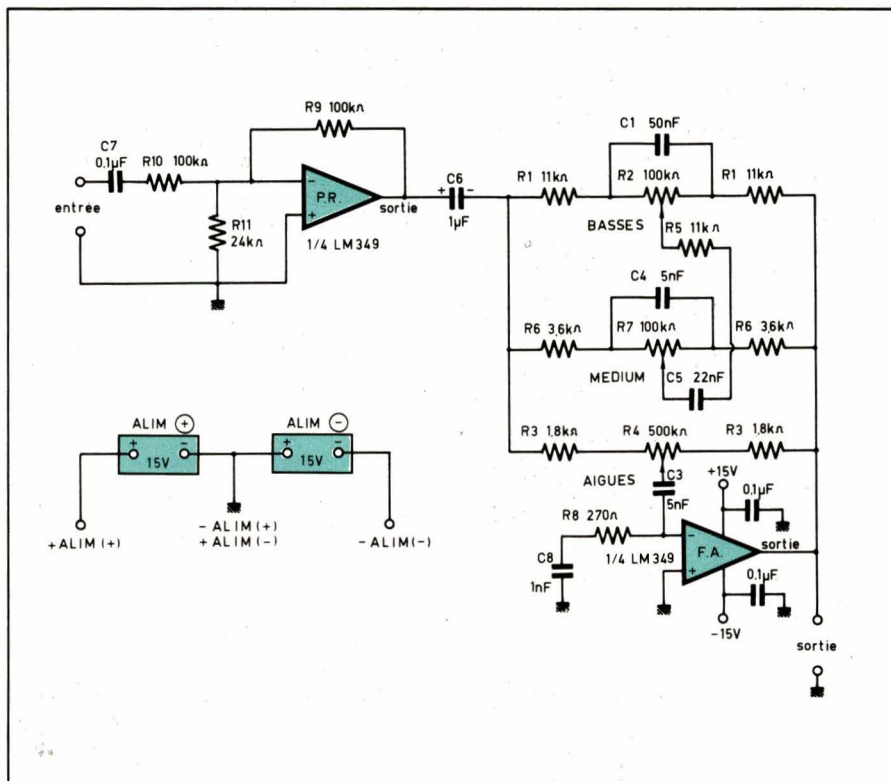 R9 100kΩ
C7
0,1µF
R10 100kΩ
entrée
R11
24kΩ
-
P.R.
+
sortie
1/4 LM349
C6
+ -
1µF
C1 50nF
R1 11kΩ
R2 100kΩ
R1 11kΩ
BASSES
R5 11kΩ
C4 5nF
R6 3,6kΩ
R7 100kΩ
R6 3,6kΩ
MEDIUM
C5 22nF
R3 1,8kΩ
R4 500kΩ
R3 1,8kΩ
AIGUES
C3
5nF
+15V
0,1µF
R8 270Ω
C8
1nF
1/4 LM349
-
F.A.
+
sortie
0,1µF
-15V
sortie
ALIM +
+ -
15V
ALIM -
+ -
15V
+ALIM(+)
- ALIM(+)
+ ALIM(-)
-ALIM(-)